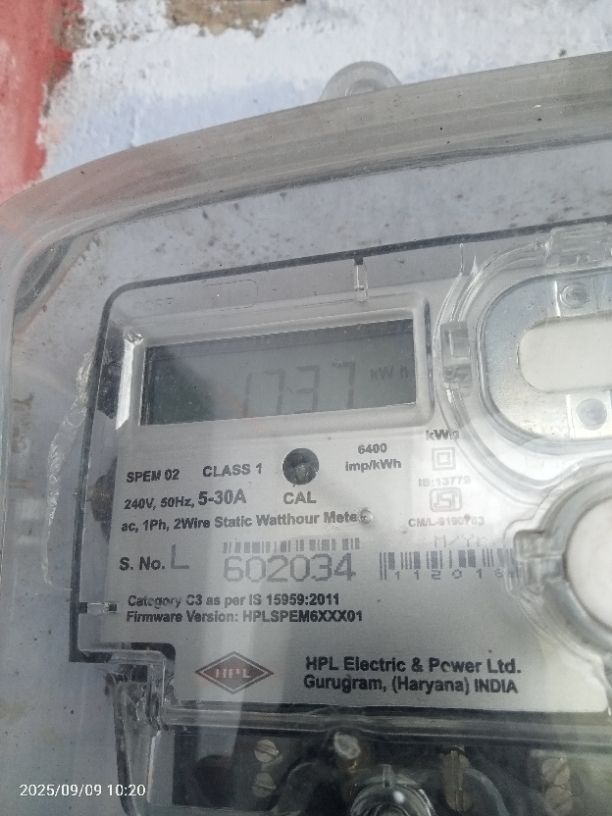 1737 kWh
6400
imp/kWh
SPEM 02 CLASS 1
240V, 50Hz, 5-30A CAL
IS:13779
ac, 1Ph, 2Wire Static Watthour Meter
S. No. L 602034
Category C3 as per IS 15959:2011
Firmware Version: HPLSPEM6XXX01
HPL
HPL Electric & Power Ltd.
Gurugram, (Haryana) INDIA
2025/09/09 10:20